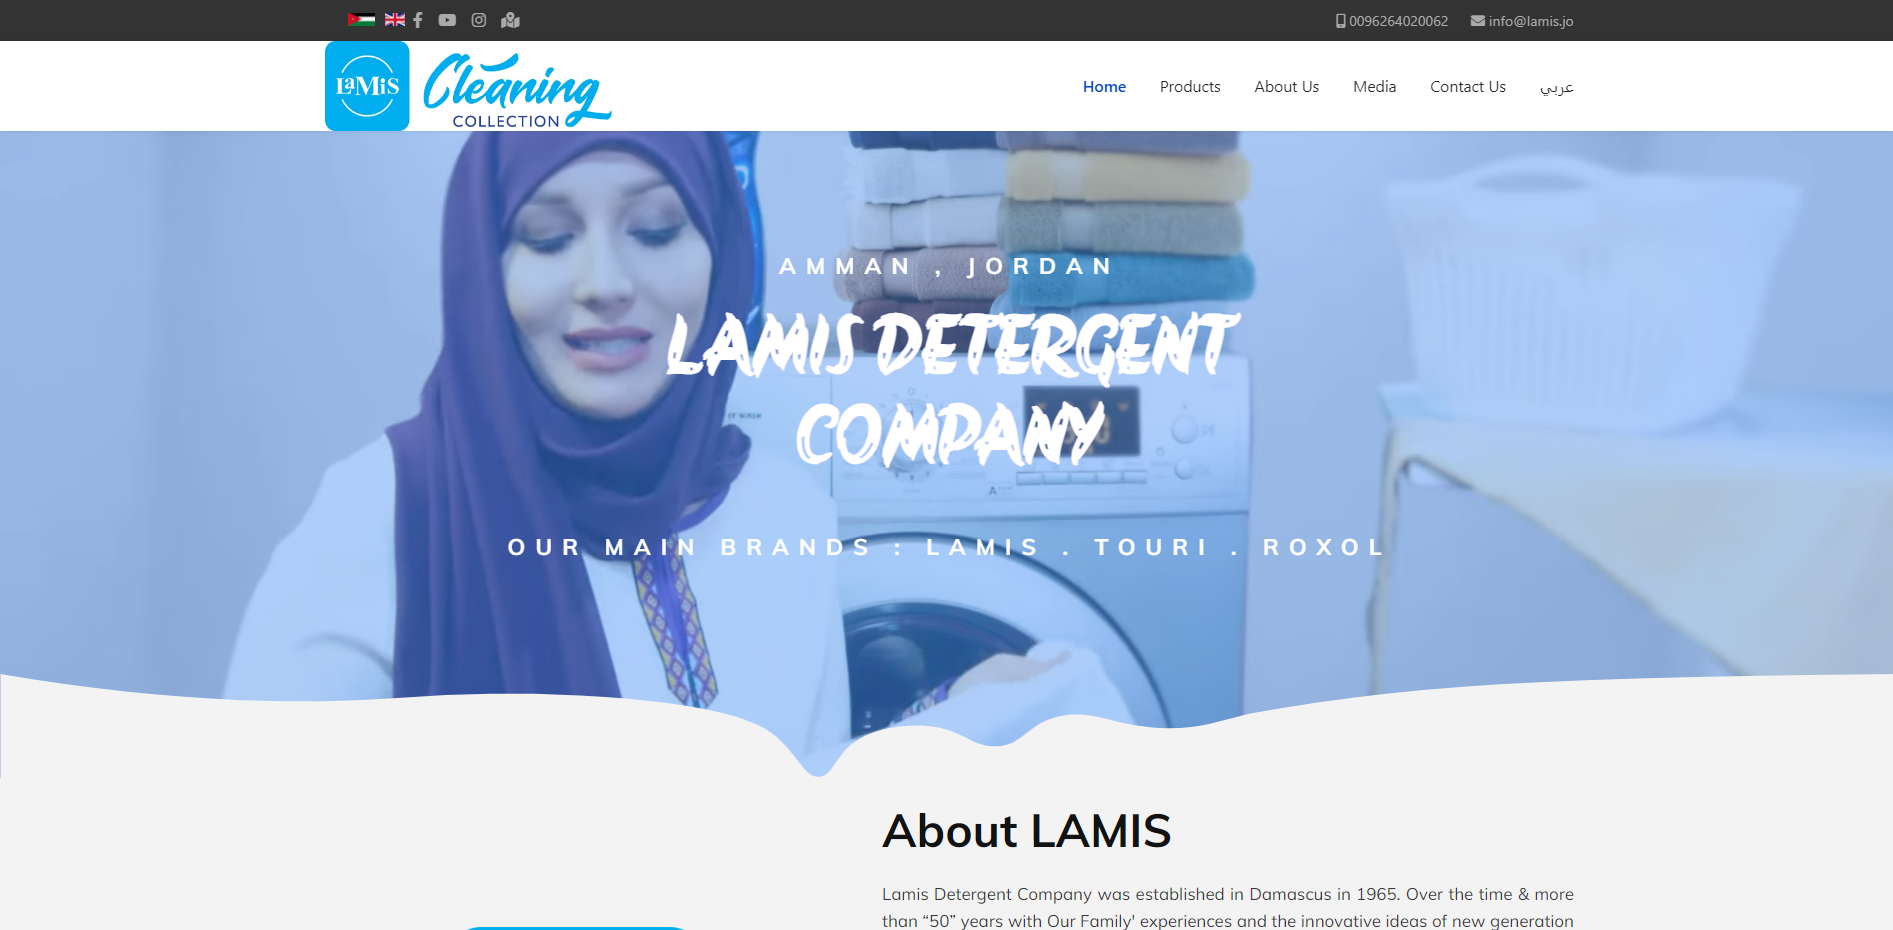 0096264020062 info@lamis.jo
LaMiS
Cleaning
COLLECTION
Home Products About Us Media Contact Us عربي
AMMAN , JORDAN
LAMIS DETERGENT
COMPANY
OUR MAIN BRANDS : LAMIS . TOURI . ROXOL
About LAMIS
Lamis Detergent Company was established in Damascus in 1965. Over the time & more
than “50” years with Our Family' experiences and the innovative ideas of new generation